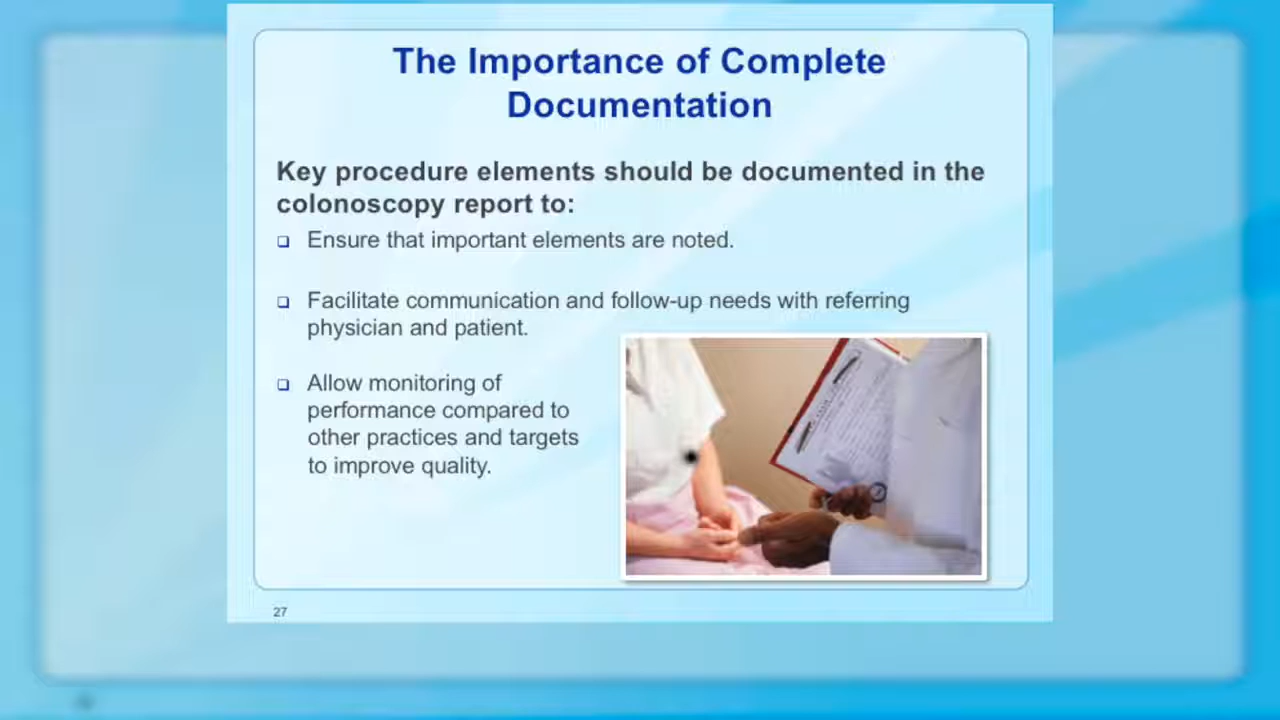 The Importance of Complete
Documentation
Key procedure elements should be documented in the
colonoscopy report to:
Ensure that important elements are noted.
Facilitate communication and follow-up needs with referring
physician and patient.
Allow monitoring of
performance compared to
other practices and targets
to improve quality.
27